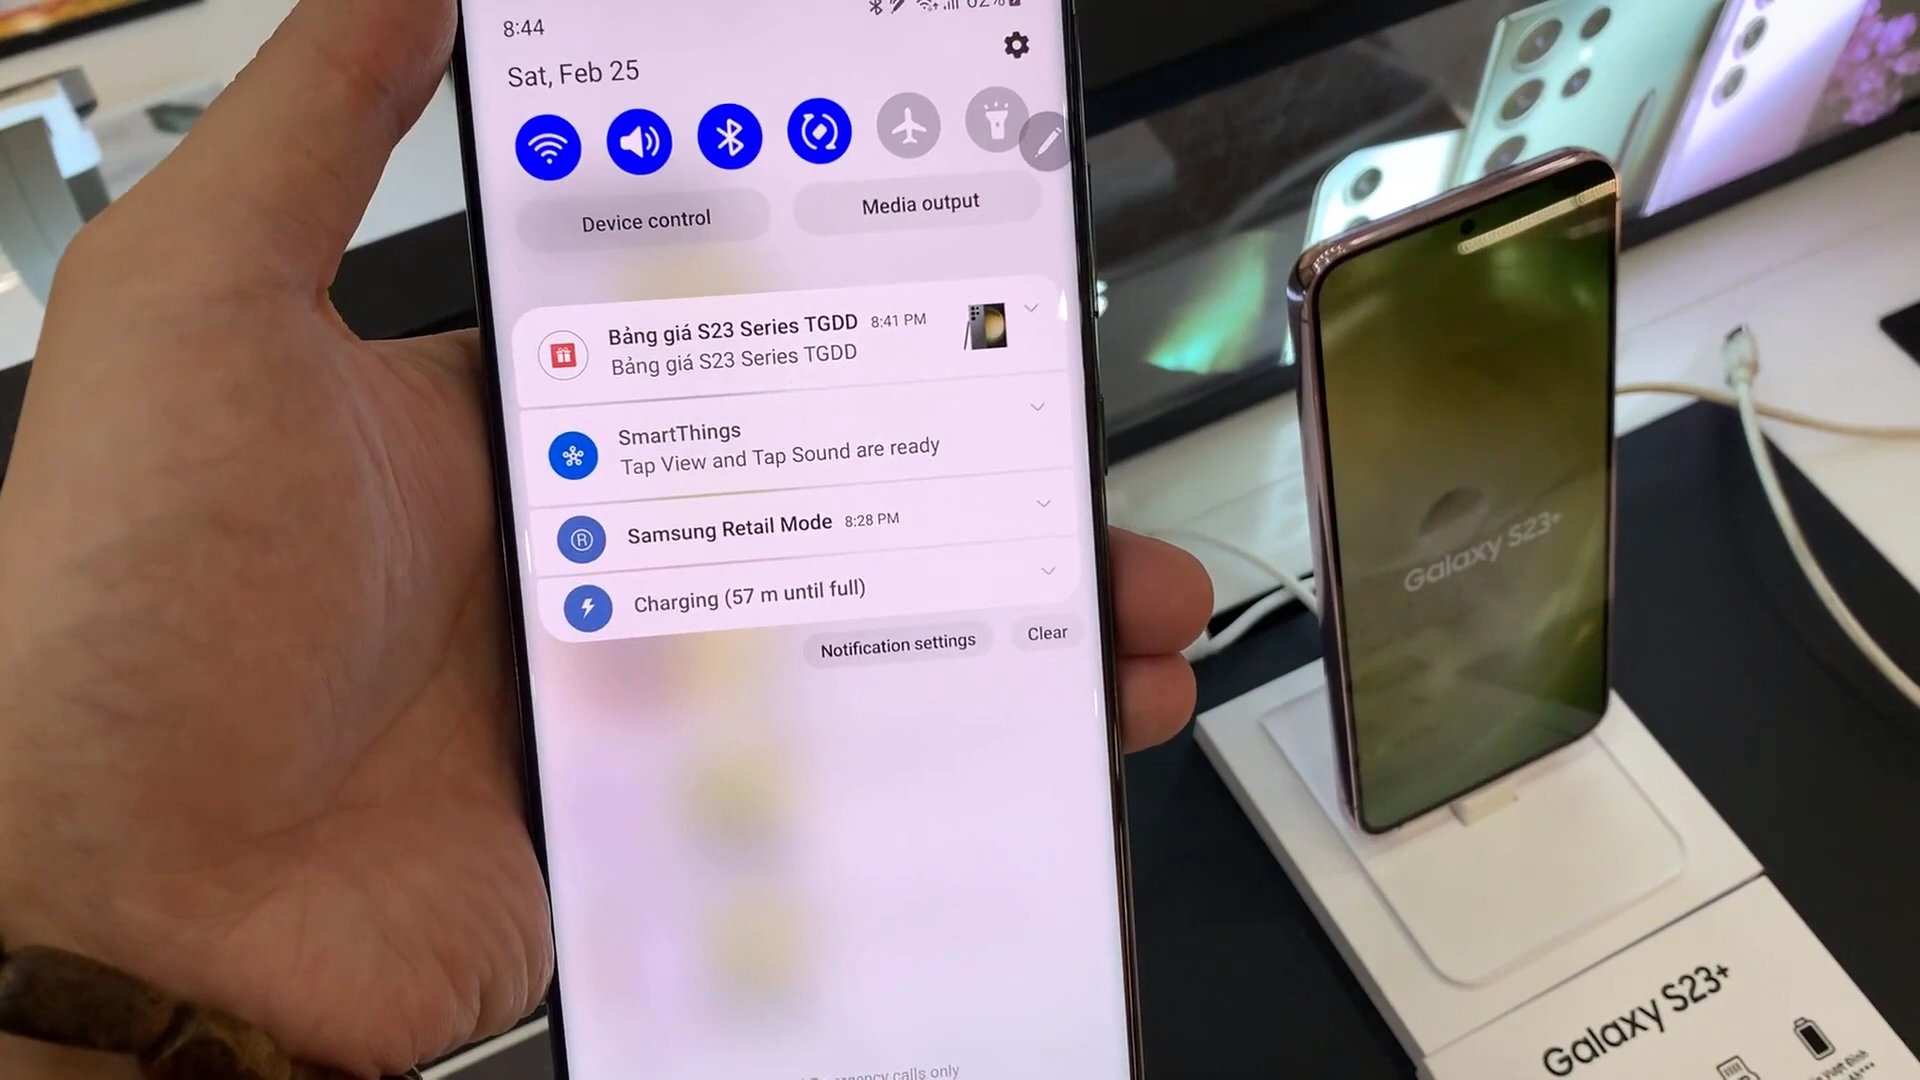 8:44
62%
Sat, Feb 25
Device control
Media output
Bảng giá S23 Series TGDD 8:41 PM
Bảng giá S23 Series TGDD
SmartThings
Tap View and Tap Sound are ready
Samsung Retail Mode 8:28 PM
R
Charging (57 m until full)
Notification settings
Clear
calls only
Galaxy S23+
Galaxy S23+